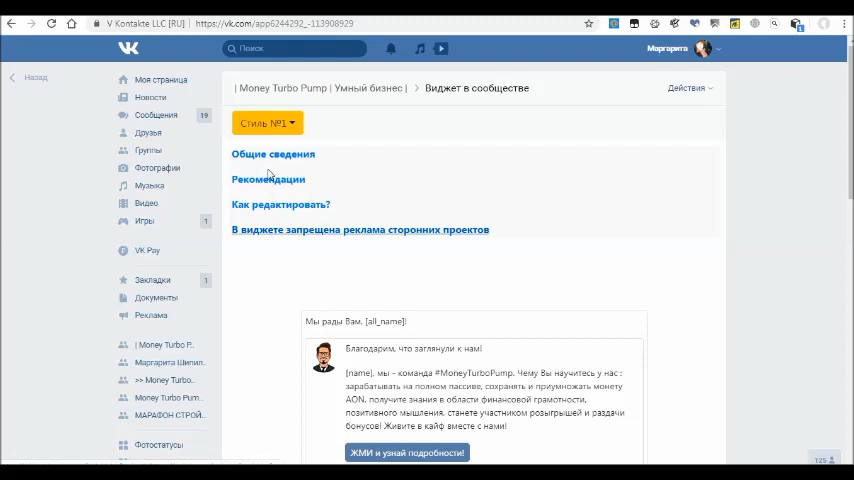 V Kontakte LLC [RU] | https://vk.com/app6244292_-113908929
Поиск
Маргарита
Назад
Моя страница
Новости
Сообщения 19
Друзья
Группы
Фотографии
Музыка
Видео
Игры 1
VK Pay
Закладки 1
Документы
Реклама
| Money Turbo P..
Маргарита Шипил..
>> Money Turbo..
Money Turbo Pum..
МАРАФОН СТРОЙ..
Фотостатусы
| Money Turbo Pump | Умный бизнес | > Виджет в сообществе
Действия
Стиль №1
Общие сведения
Рекомендации
Как редактировать?
В виджете запрещена реклама сторонних проектов
Мы рады Вам, [all_name]!
Благодарим, что заглянули к нам!
[name], мы - команда #MoneyTurboPump. Чему Вы научитесь у нас :
зарабатывать на полном пассиве, сохранять и приумножать монету
AON, получите знания в области финансовой грамотности,
позитивного мышления, станете участником розыгрышей и раздачи
бонусов! Живите в кайф вместе с нами!
ЖМИ и узнай подробности!
125